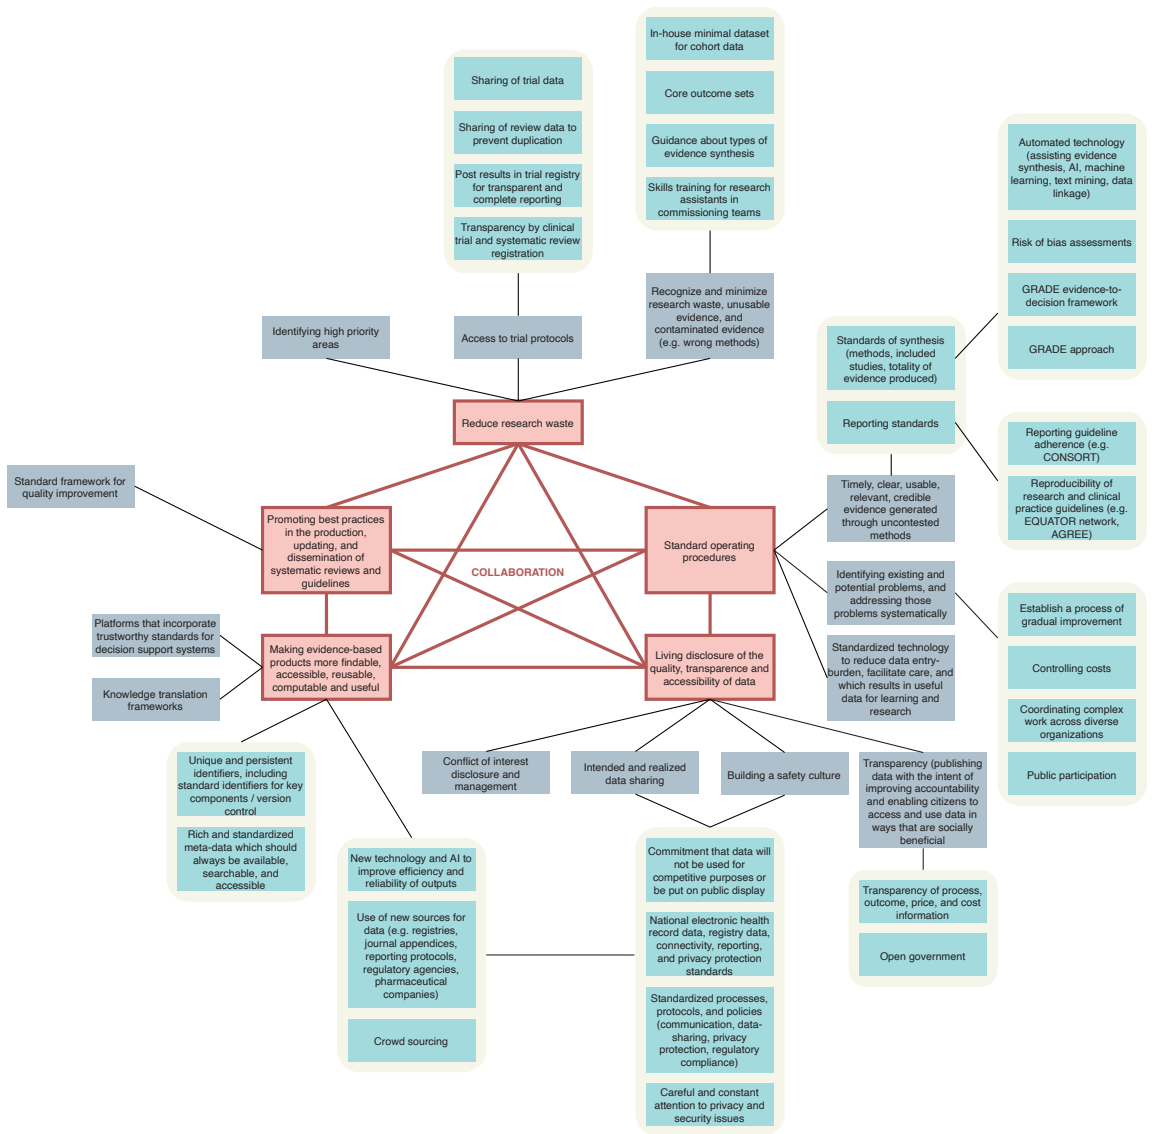 In-house minimal dataset
for cohort data
Core outcome sets
Guidance about types of
evidence synthesis
Skills training for research
assistants in
commissioning teams
Sharing of trial data
Sharing of review data to
prevent duplication
Post results in trial registry
for transparent and
complete reporting
Transparency by clinical
trial and systematic review
registration
Automated technology
(assisting evidence
synthesis, AI, machine
learning, text mining, data
linkage)
Risk of bias assessments
GRADE evidence-to-
decision framework
GRADE approach
Identifying high priority
areas
Access to trial protocols
Recognize and minimize
research waste, unusable
evidence, and
contaminated evidence
(e.g. wrong methods)
Standards of synthesis
(methods, included
studies, totality of
evidence produced)
Reporting standards
Reduce research waste
Reporting guideline
adherence (e.g.
CONSORT)
Reproducibility of
research and clinical
practice guidelines (e.g.
EQUATOR network,
AGREE)
Standard framework for
quality improvement
Promoting best practices
in the production,
updating, and
dissemination of
systematic reviews and
guidelines
COLLABORATION
Standard operating
procedures
Timely, clear, usable,
relevant, credible
evidence generated
through uncontested
methods
Identifying existing and
potential problems, and
addressing those
problems systematically
Standardized technology
to reduce data entry-
burden, facilitate care, and
which results in useful
data for learning and
research
Establish a process of
gradual improvement
Controlling costs
Coordinating complex
work across diverse
organizations
Public participation
Platforms that incorporate
trustworthy standards for
decision support systems
Knowledge translation
frameworks
Making evidence-based
products more findable,
accessible, reusable,
computable and useful
Living disclosure of the
quality, transparence and
accessibility of data
Unique and persistent
identifiers, including
standard identifiers for key
components / version
control
Rich and standardized
meta-data which should
always be available,
searchable, and
accessible
Conflict of interest
disclosure and
management
Intended and realized
data sharing
Building a safety culture
Transparency (publishing
data with the intent of
improving accountability
and enabling citizens to
access and use data in
ways that are socially
beneficial
New technology and AI to
improve efficiency and
reliability of outputs
Use of new sources for
data (e.g. registries,
journal appendices,
reporting protocols,
regulatory agencies,
pharmaceutical
companies)
Crowd sourcing
Commitment that data will
not be used for
competitive purposes or
be put on public display
National electronic health
record data, registry data,
connectivity, reporting,
and privacy protection
standards
Standardized processes,
protocols, and policies
(communication, data-
sharing, privacy
protection, regulatory
compliance)
Careful and constant
attention to privacy and
security issues
Transparency of process,
outcome, price, and cost
information
Open government